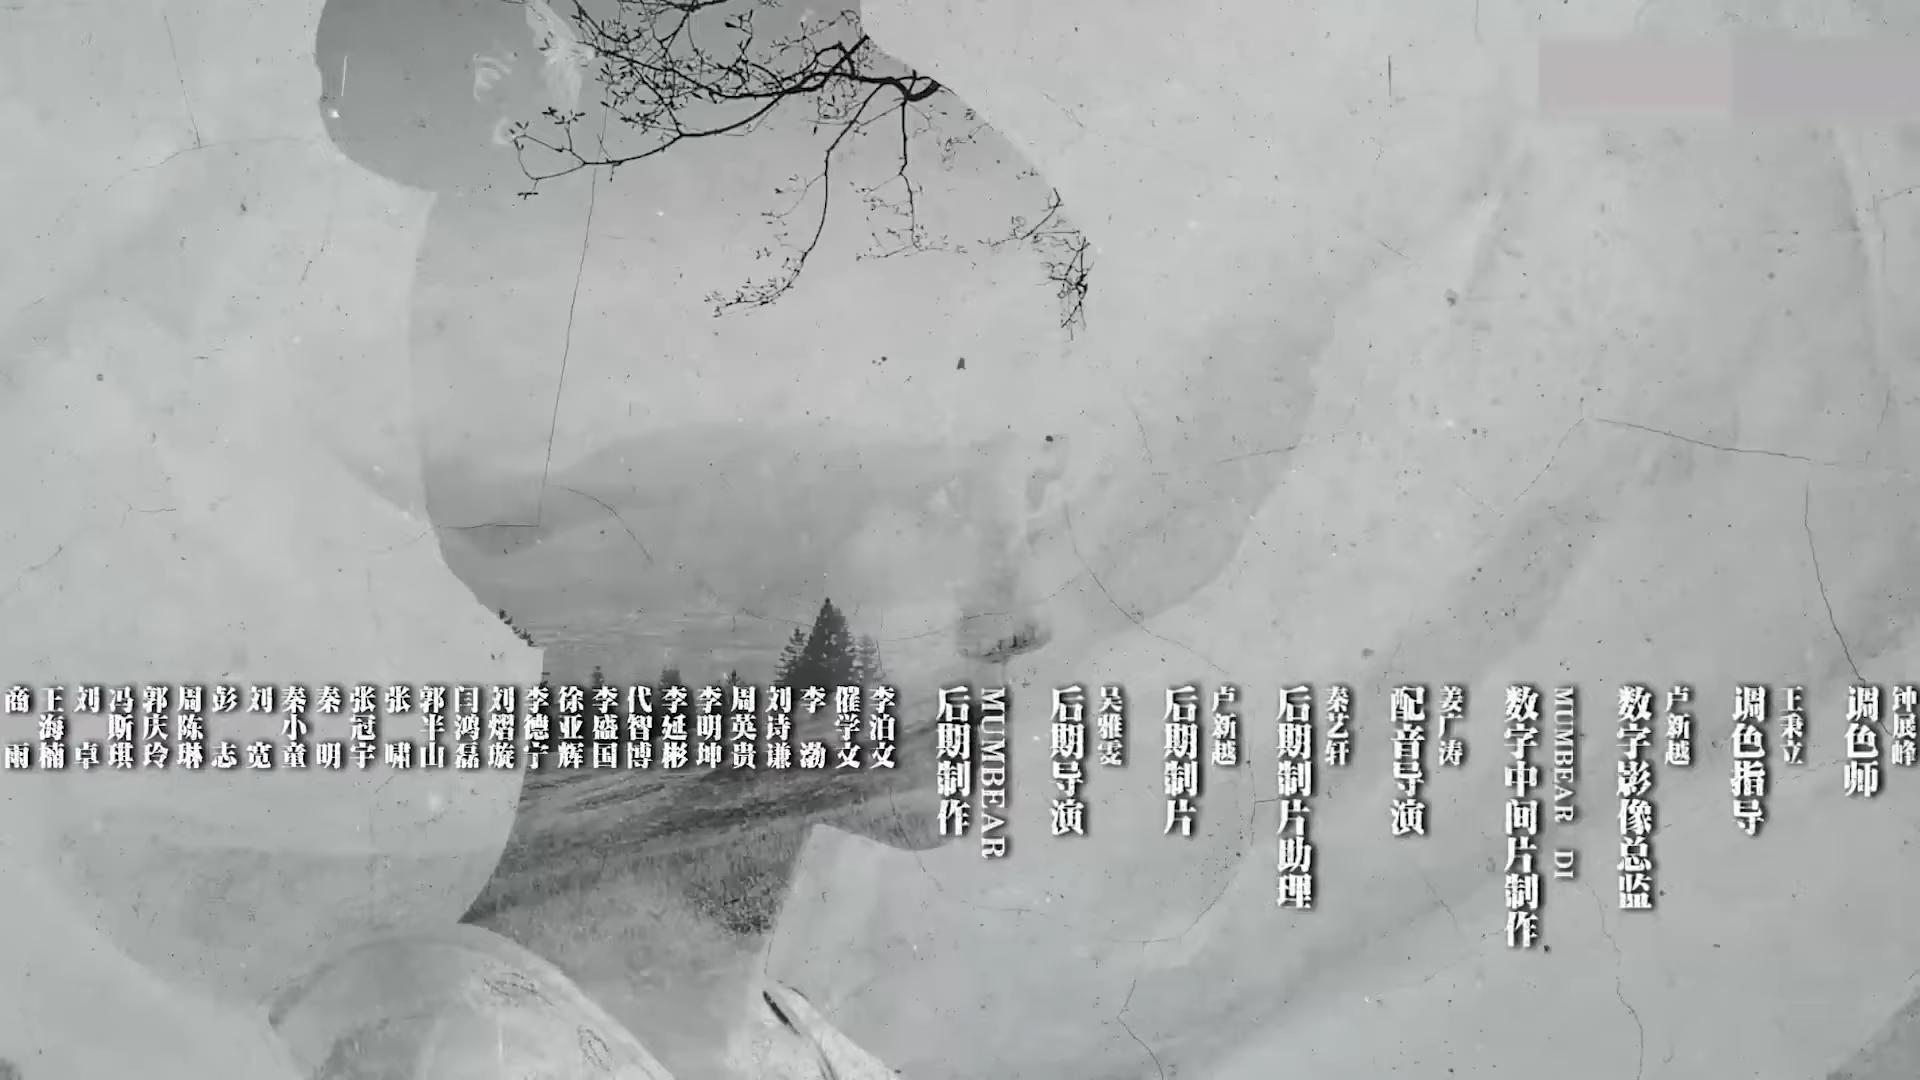 商雨
王海楠
刘卓
冯斯琪
郭庆玲
周陈琳
彭志
刘宽
秦小童
秦明
张冠宇
张啸
郭半山
闫鸿磊
刘熠璇
李德宁
徐亚辉
李盛国
代智博
李延彬
李明坤
周英贵
刘诗谦
李渤
催学文
李泊文
后期制作
MUMBEAR
后期导演
吴雅雯
后期制片
卢新越
后期制片助理
秦艺轩
配音导演
姜广涛
数字中间片制作
MUMBEAR DI
数字影像总监
卢新越
调色指导
王秉立
调色师
钟展峰